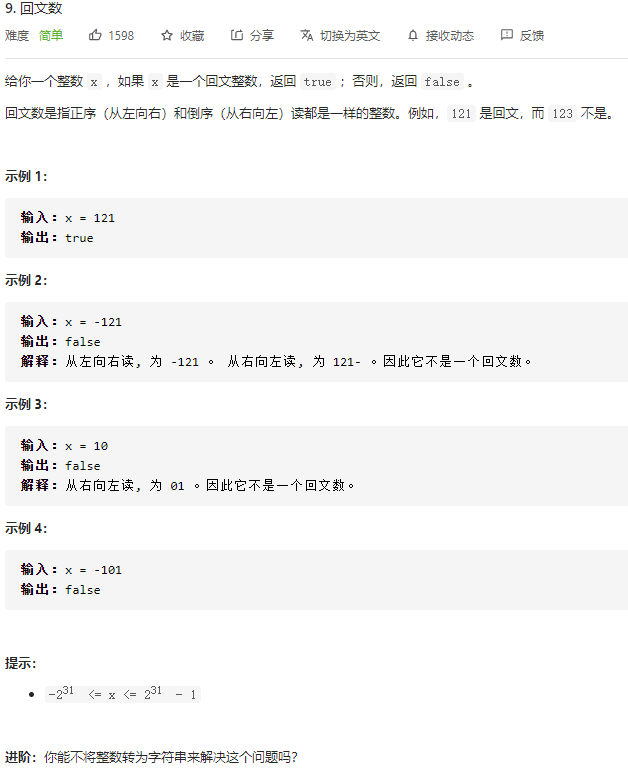 9. 回文数
难度 简单 1598 收藏 分享 切换为英文 接收动态 反馈
给你一个整数 x ，如果 x 是一个回文整数，返回 true ；否则，返回 false 。
回文数是指正序（从左向右）和倒序（从右向左）读都是一样的整数。例如，121 是回文，而 123 不是。
示例 1：
输入：x = 121
输出：true
示例 2：
输入：x = -121
输出：false
解释：从左向右读, 为 -121 。 从右向左读, 为 121- 。因此它不是一个回文数。
示例 3：
输入：x = 10
输出：false
解释：从右向左读, 为 01 。因此它不是一个回文数。
示例 4：
输入：x = -101
输出：false
提示：
-2³¹ <= x <= 2³¹ - 1
进阶：你能不将整数转为字符串来解决这个问题吗？